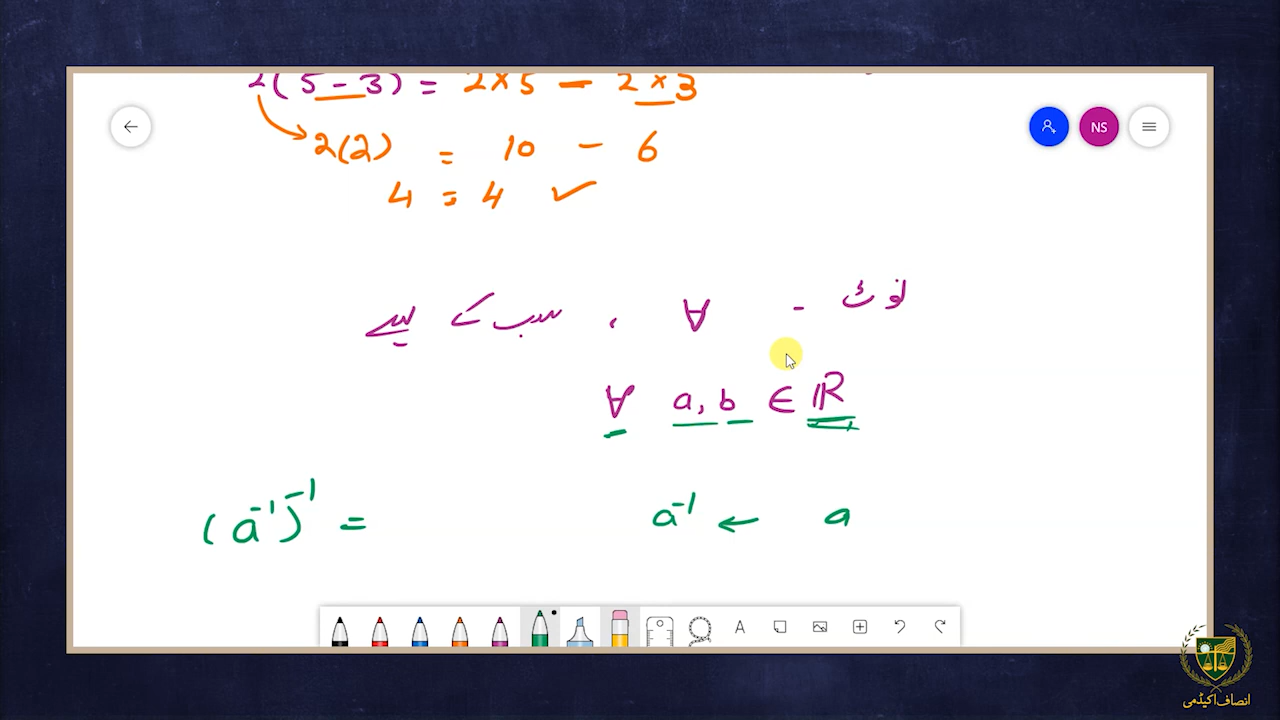 2(5 - 3) = 2×5 - 2×3
NS
2(2) = 10 - 6
4 = 4 ✓
نوٹ - ∀ ، سب کے لیے
∀ a, b ∈ ℝ
(a⁻¹)⁻¹ =
a⁻¹ ← a
A
انصاف اکیڈمی